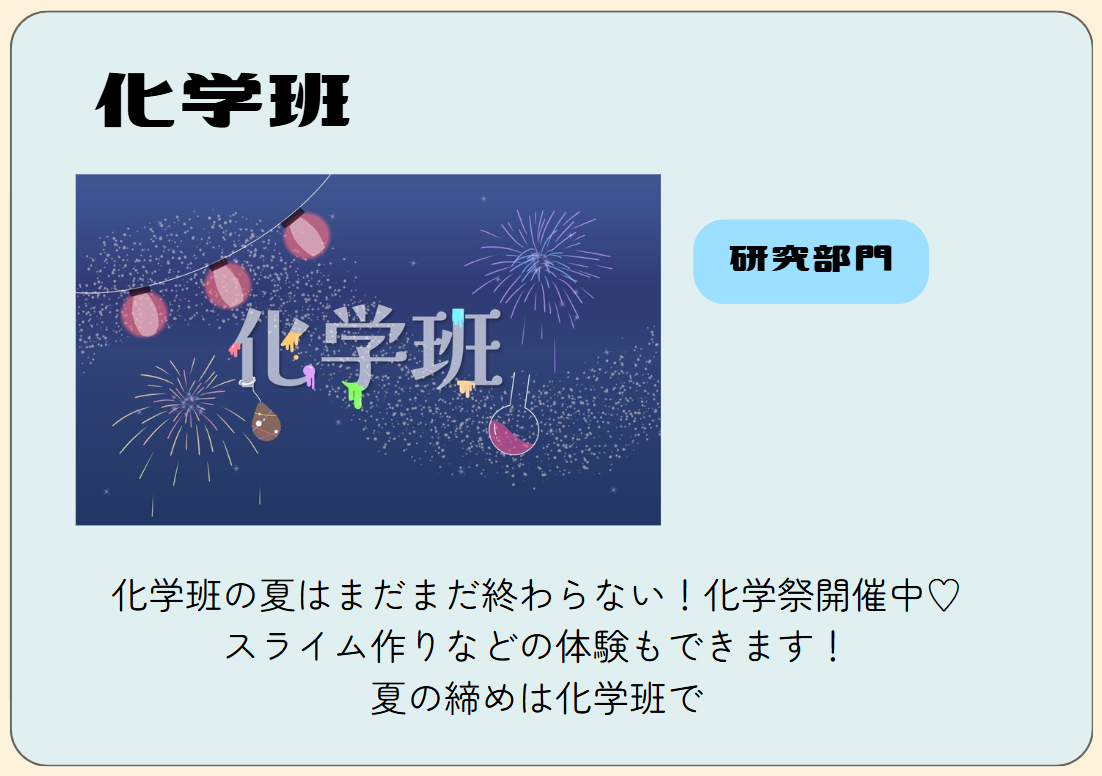 化学班
化学班
研究部門
化学班の夏はまだまだ終わらない！化学祭開催中♡
スライム作りなどの体験もできます！
夏の締めは化学班で